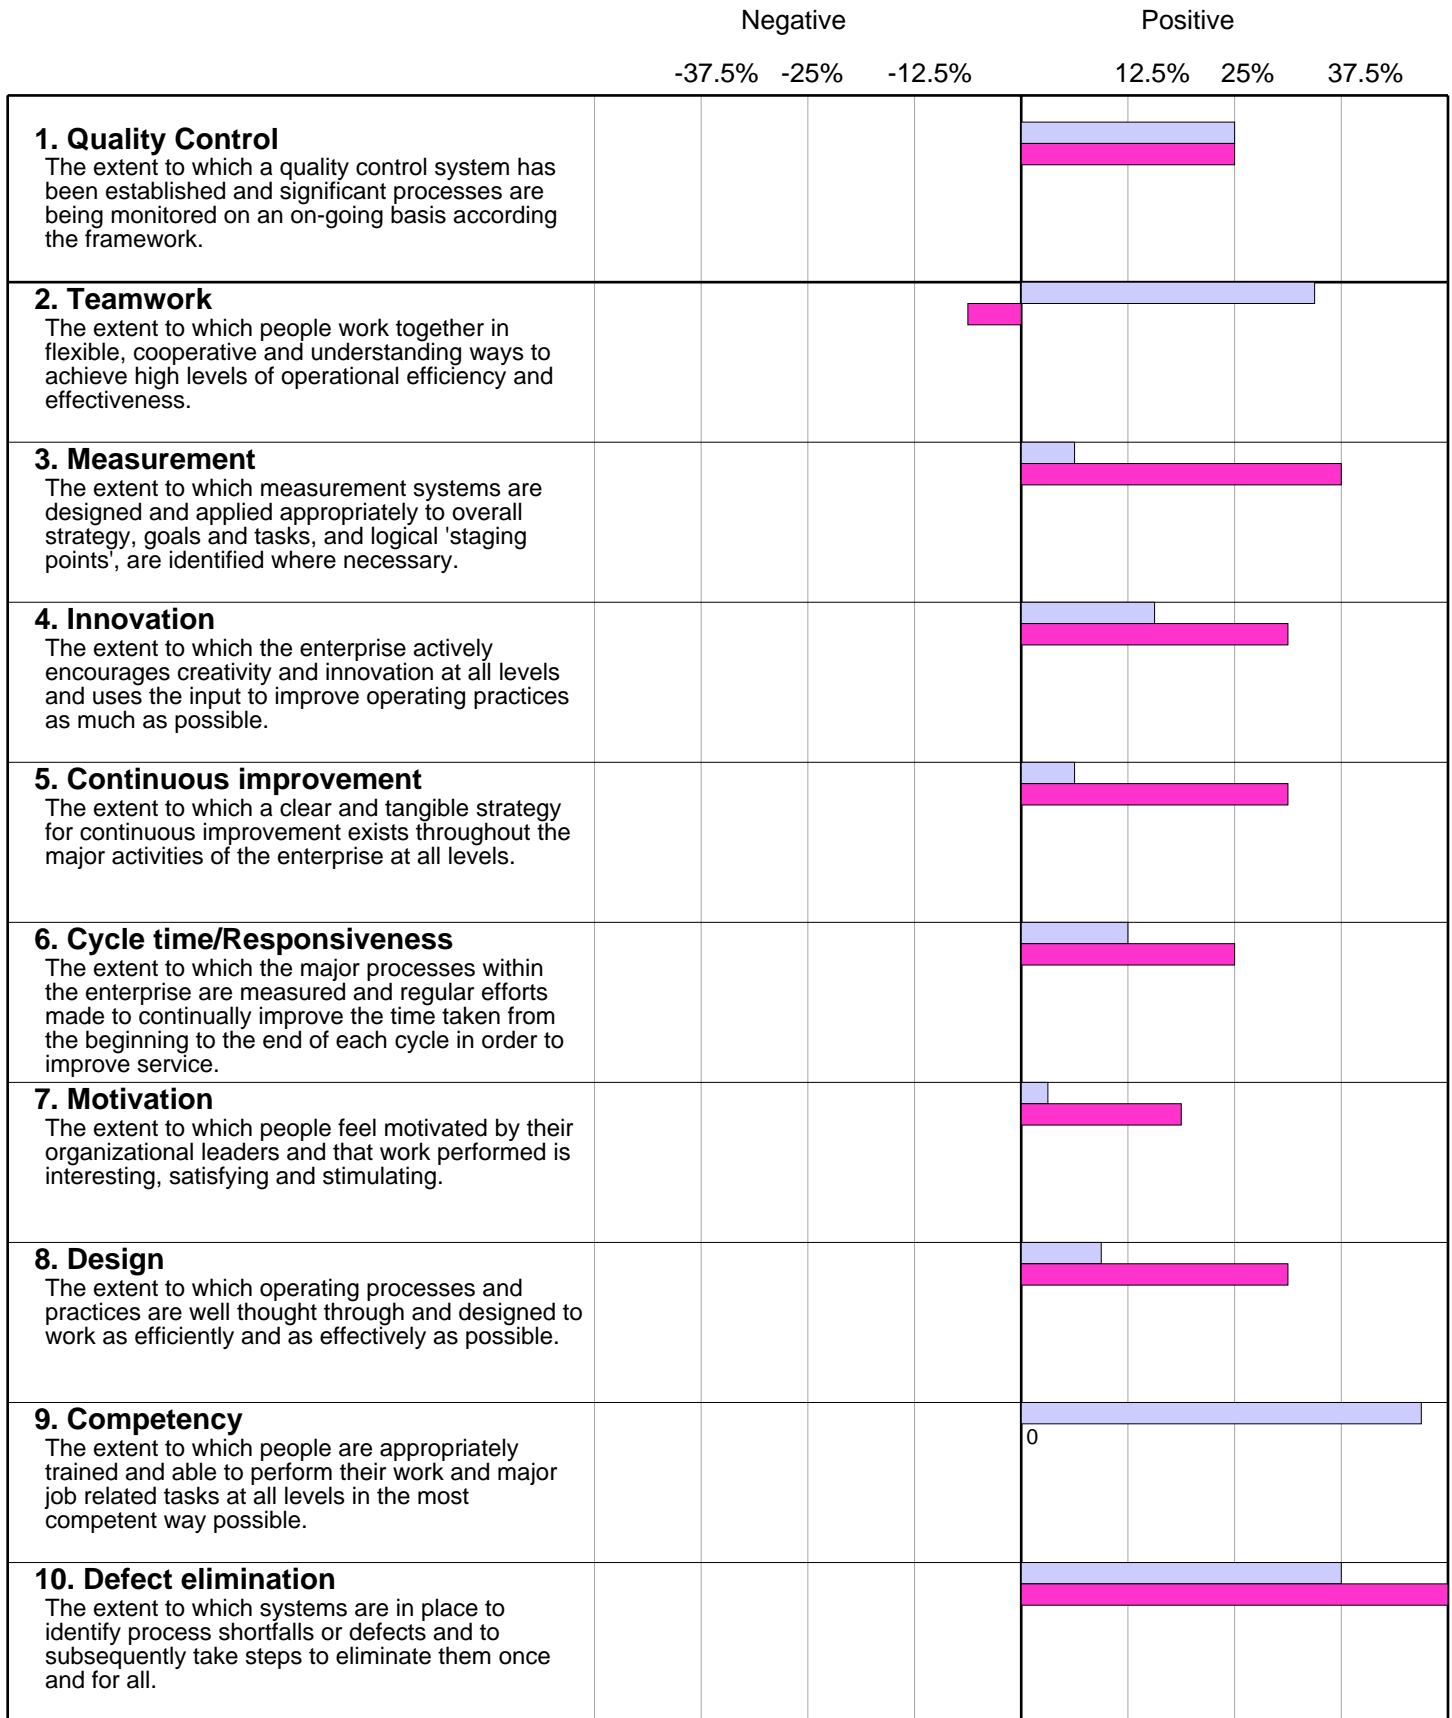 Negative Positive
-37.5% -25% -12.5% 12.5% 25% 37.5%
1. Quality Control
The extent to which a quality control system has
been established and significant processes are
being monitored on an on-going basis according
the framework.
2. Teamwork
The extent to which people work together in
flexible, cooperative and understanding ways to
achieve high levels of operational efficiency and
effectiveness.
3. Measurement
The extent to which measurement systems are
designed and applied appropriately to overall
strategy, goals and tasks, and logical 'staging
points', are identified where necessary.
4. Innovation
The extent to which the enterprise actively
encourages creativity and innovation at all levels
and uses the input to improve operating practices
as much as possible.
5. Continuous improvement
The extent to which a clear and tangible strategy
for continuous improvement exists throughout the
major activities of the enterprise at all levels.
6. Cycle time/Responsiveness
The extent to which the major processes within
the enterprise are measured and regular efforts
made to continually improve the time taken from
the beginning to the end of each cycle in order to
improve service.
7. Motivation
The extent to which people feel motivated by their
organizational leaders and that work performed is
interesting, satisfying and stimulating.
8. Design
The extent to which operating processes and
practices are well thought through and designed to
work as efficiently and as effectively as possible.
9. Competency
0
The extent to which people are appropriately
trained and able to perform their work and major
job related tasks at all levels in the most
competent way possible.
10. Defect elimination
The extent to which systems are in place to
identify process shortfalls or defects and to
subsequently take steps to eliminate them once
and for all.